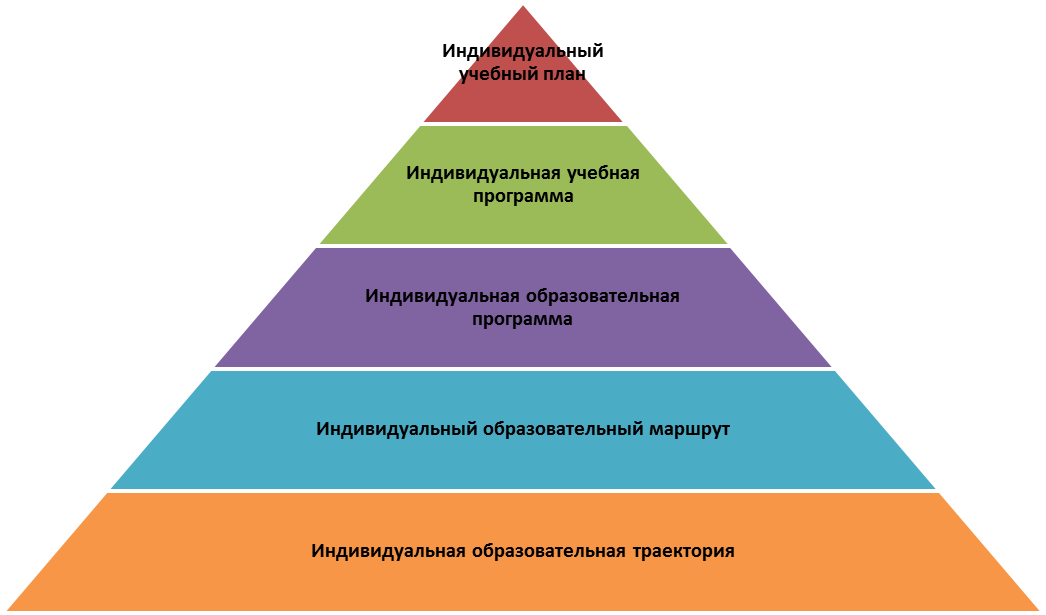 Индивидуальный
учебный план
Индивидуальная учебная
программа
Индивидуальная образовательная
программа
Индивидуальный образовательный маршрут
Индивидуальная образовательная траектория